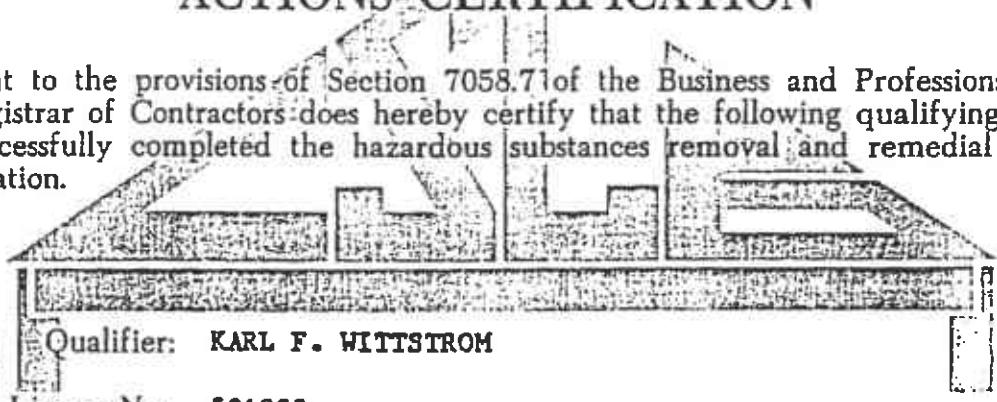 ACTIONS CERTIFICATION
t to the provisions of Section 7058.7 of the Business and Profession
istrar of Contractors does hereby certify that the following qualifying
cessfully completed the hazardous substances removal and remedial
ation.
Qualifier: KARL F. WITTSTROM